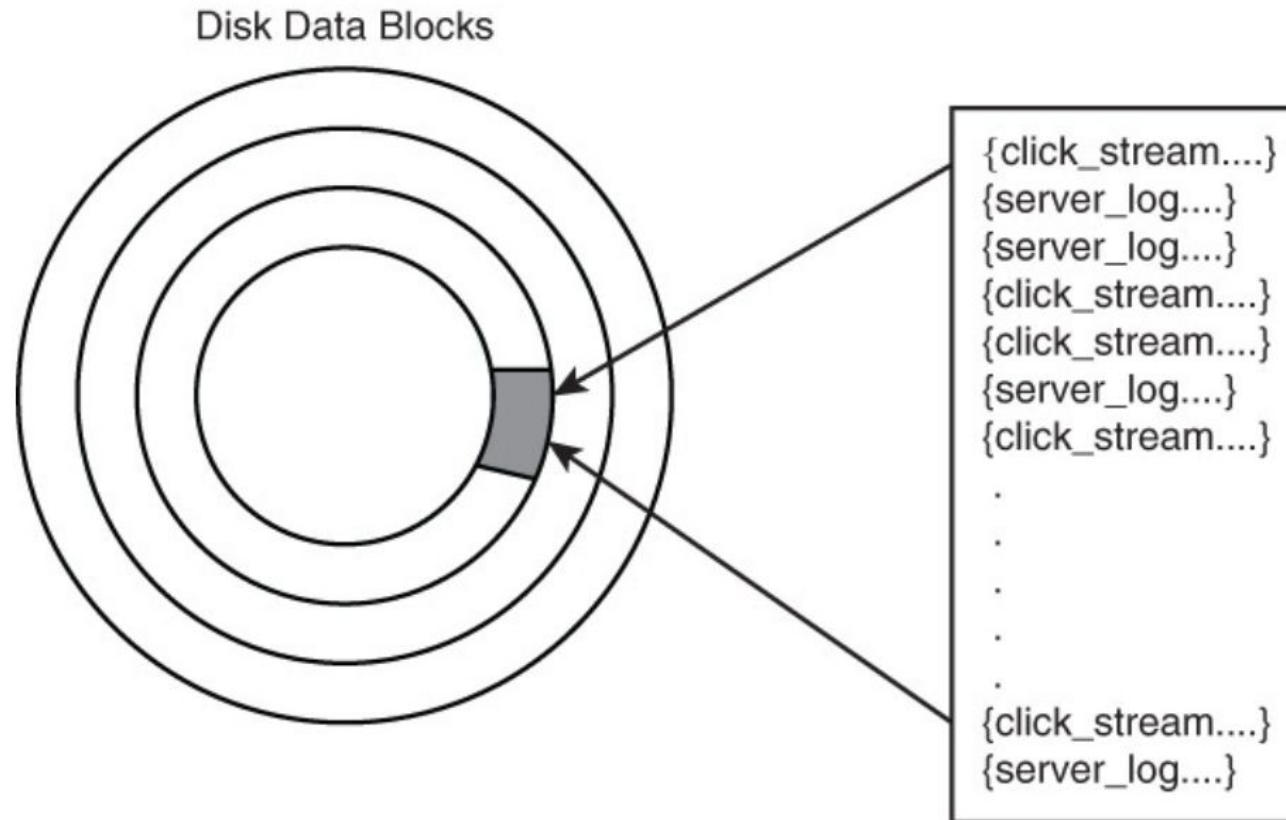 Disk Data Blocks
{click_stream....}
{server_log....}
{server_log....}
{click_stream....}
{click_stream....}
{server_log....}
{click_stream....}
.
.
.
.
.
{click_stream....}
{server_log....}